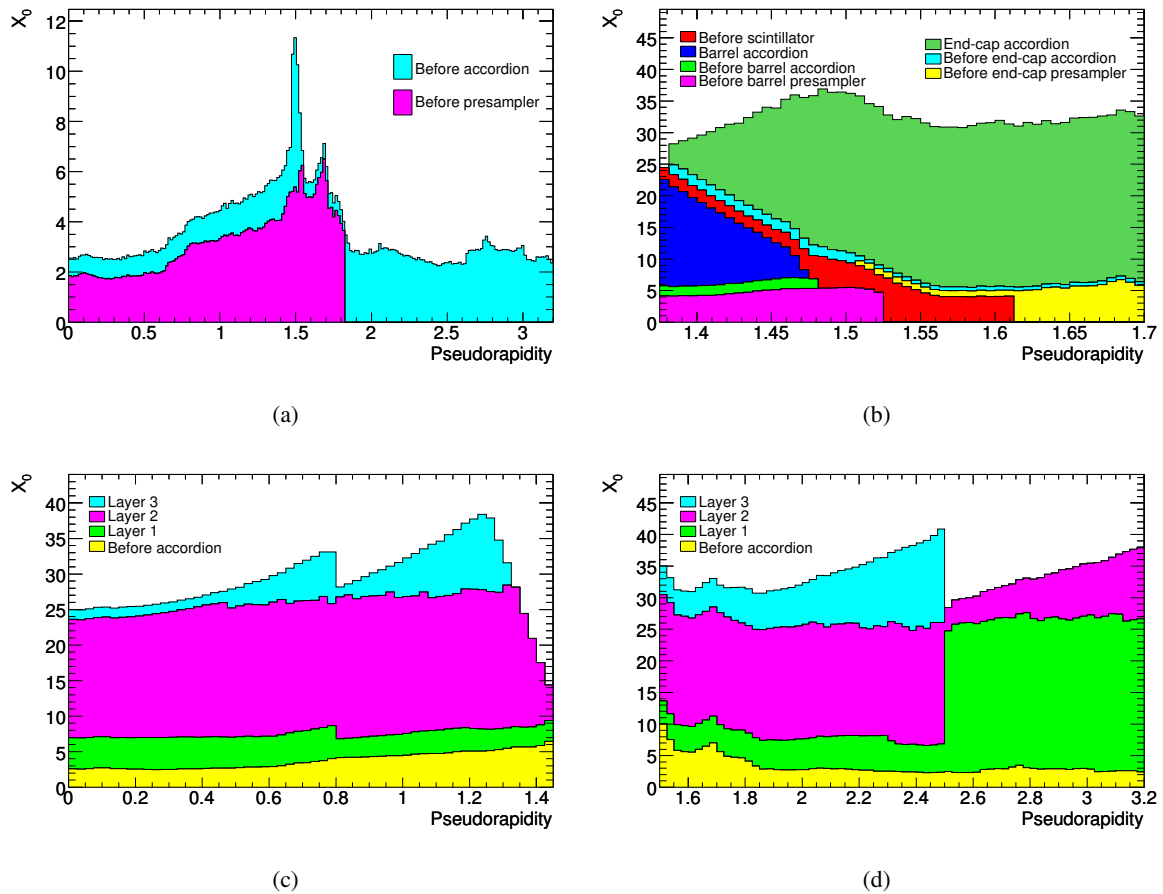 X₀
12
10
8
6
4
2
0
Before accordion
Before presampler
0 0.5 1 1.5 2 2.5 3
Pseudorapidity
(a)
X₀
45
40
35
30
25
20
15
10
5
0
Before scintillator
Barrel accordion
Before barrel accordion
Before barrel presampler
End-cap accordion
Before end-cap accordion
Before end-cap presampler
1.4 1.45 1.5 1.55 1.6 1.65 1.7
Pseudorapidity
(b)
X₀
40
35
30
25
20
15
10
5
0
Layer 3
Layer 2
Layer 1
Before accordion
0 0.2 0.4 0.6 0.8 1 1.2 1.4
Pseudorapidity
(c)
X₀
45
40
35
30
25
20
15
10
5
0
Layer 3
Layer 2
Layer 1
Before accordion
1.6 1.8 2 2.2 2.4 2.6 2.8 3 3.2
Pseudorapidity
(d)